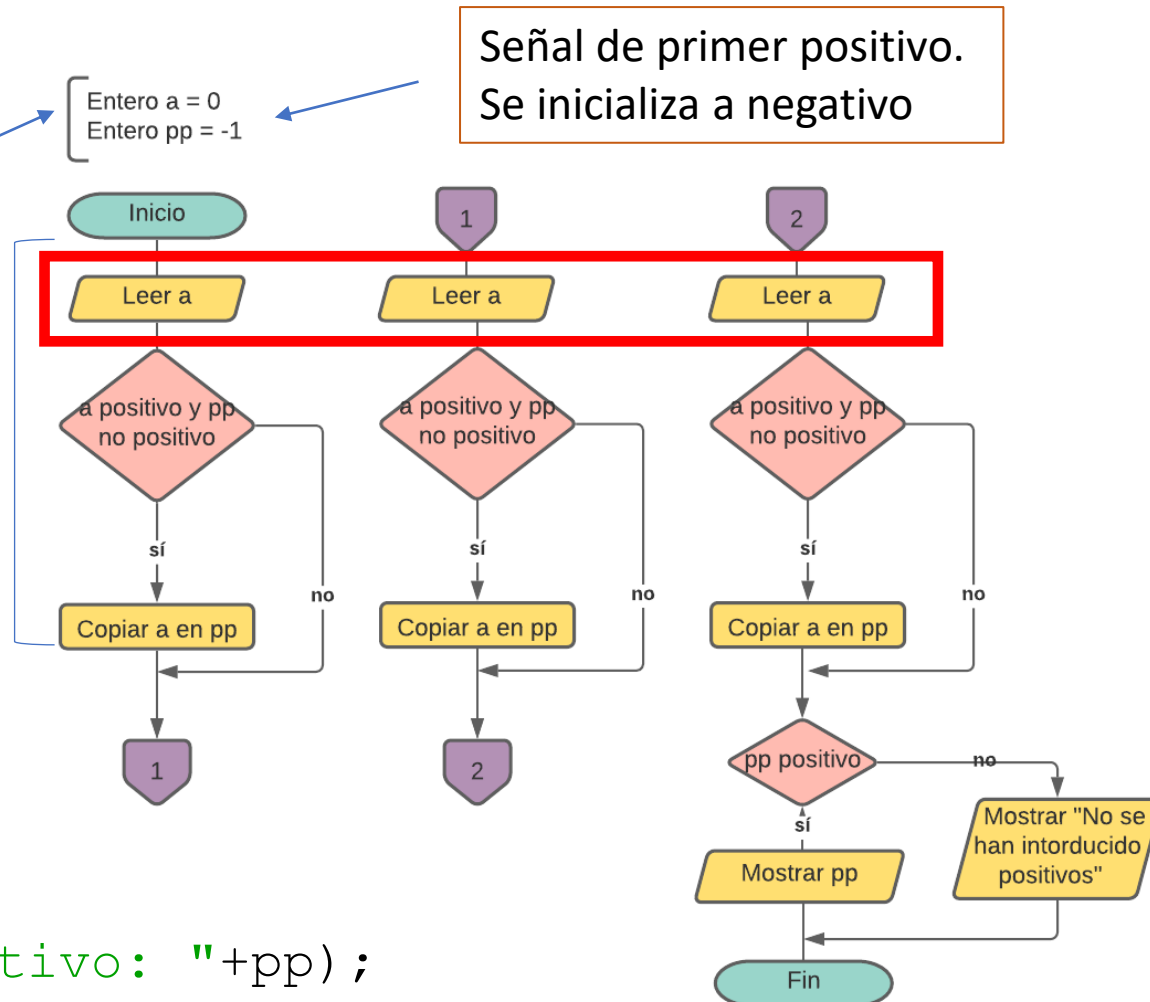 Señal de primer positivo.
Se inicializa a negativo
Entero a = 0
Entero pp = -1
Inicio
Leer a
a positivo y pp
no positivo
sí
no
Copiar a en pp
1
1
Leer a
a positivo y pp
no positivo
sí
no
Copiar a en pp
2
2
Leer a
a positivo y pp
no positivo
sí
no
Copiar a en pp
pp positivo
no
sí
Mostrar pp
Mostrar "No se
han intorducido
positivos"
Fin
tivo: "+pp);